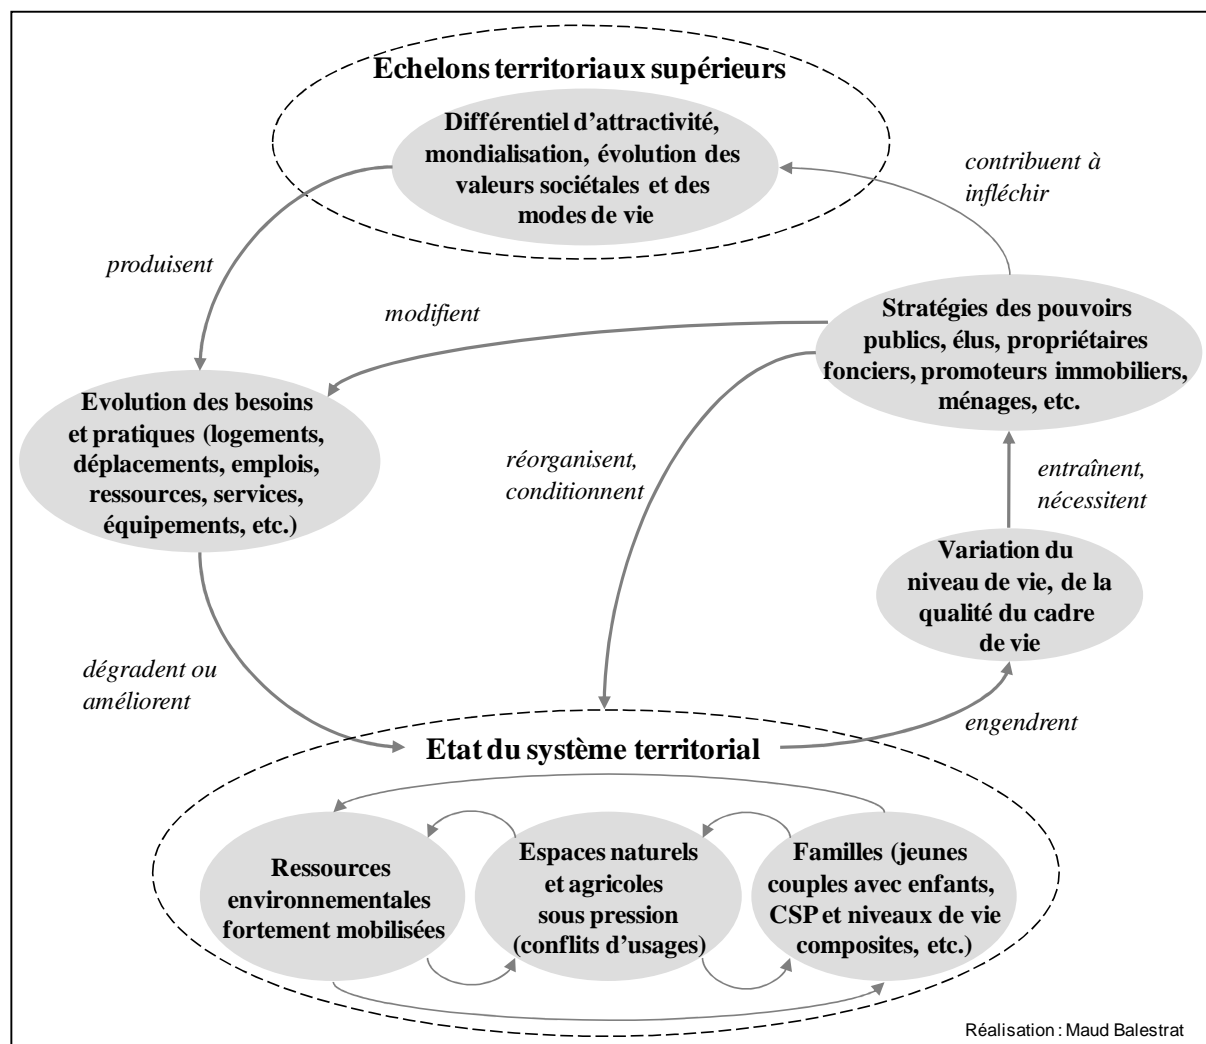 Echelons territoriaux supérieurs
Différentiel d’attractivité,
mondialisation, évolution des
valeurs sociétales et des
modes de vie
contribuent à
infléchir
produisent
modifient
Stratégies des pouvoirs
publics, élus, propriétaires
fonciers, promoteurs immobiliers,
ménages, etc.
Evolution des besoins
et pratiques (logements,
déplacements, emplois,
ressources, services,
équipements, etc.)
réorganisent,
conditionnent
entraînent,
nécessitent
Variation du
niveau de vie, de la
qualité du cadre
de vie
dégradent ou
améliorent
engendrent
Etat du système territorial
Ressources
environnementales
fortement mobilisées
Espaces naturels
et agricoles
sous pression
(conflits d’usages)
Familles (jeunes
couples avec enfants,
CSP et niveaux de vie
composites, etc.)
Réalisation : Maud Balestrat